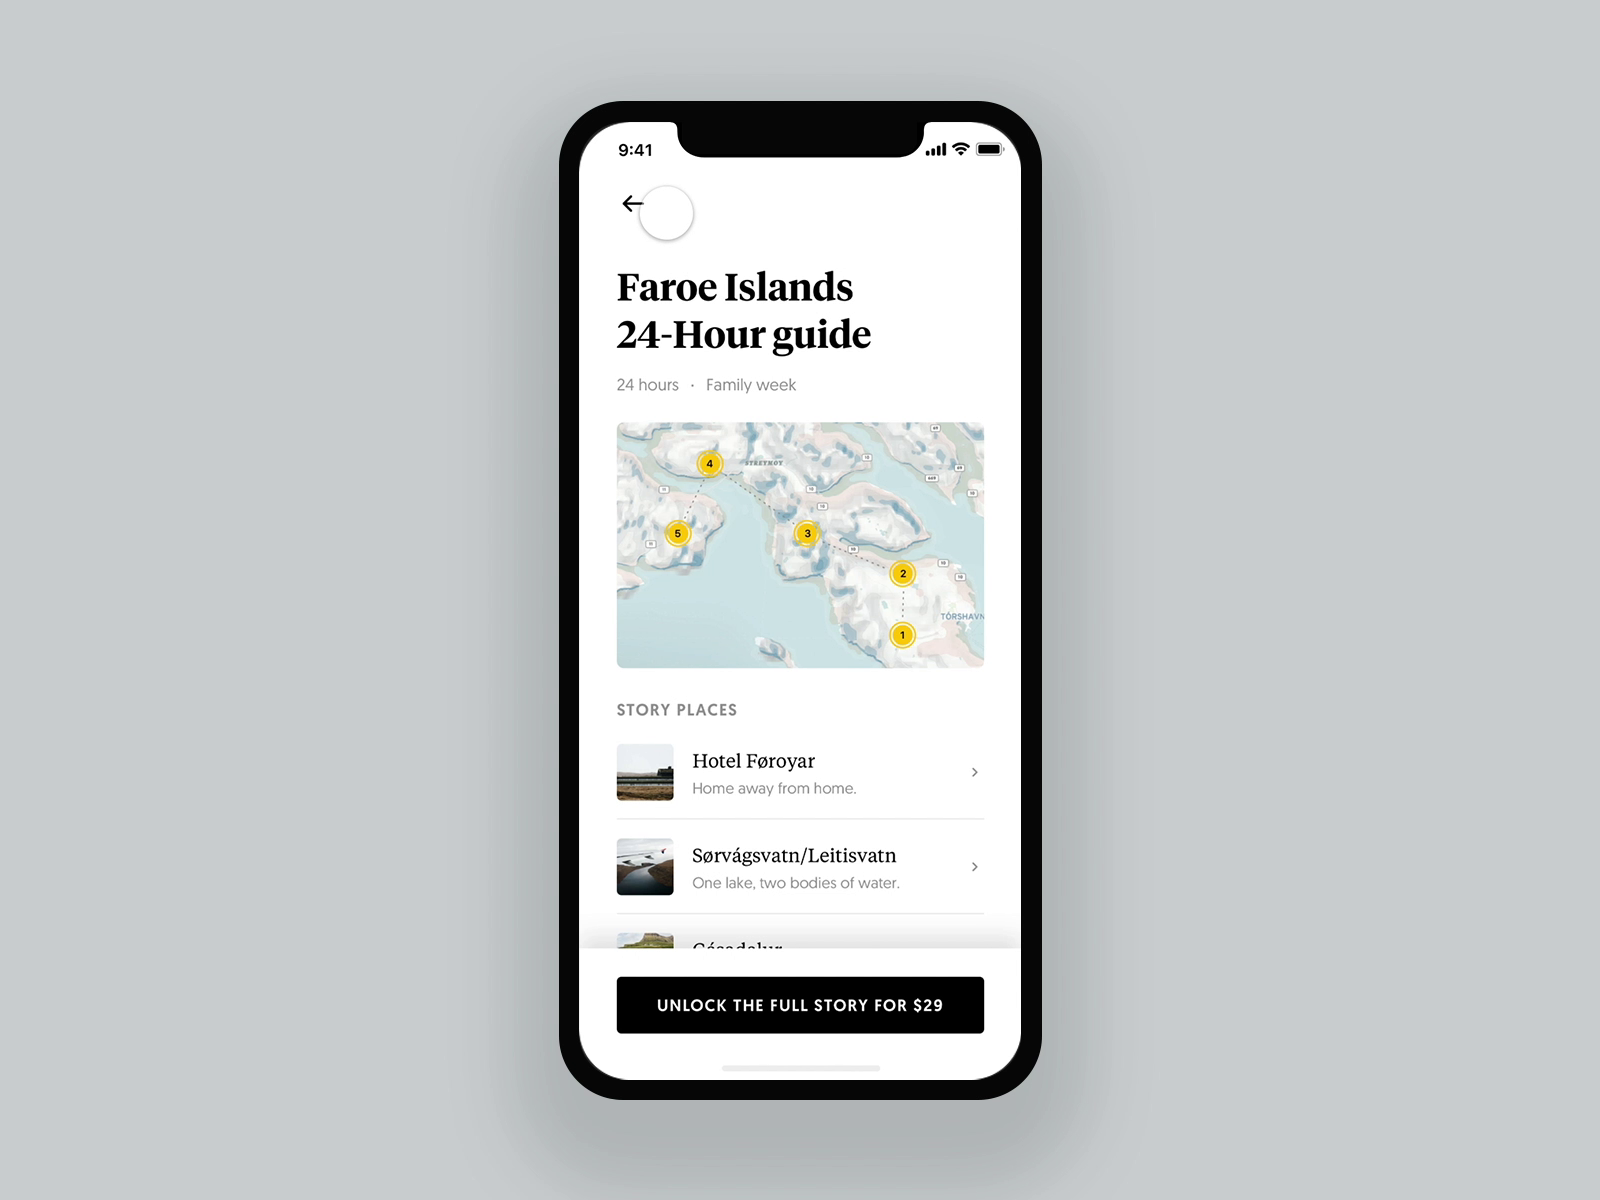 9:41
Faroe Islands
24-Hour guide
24 hours · Family week
STREYMOY
4
5
3
2
TÓRSHAVN
1
STORY PLACES
Hotel Føroyar
Home away from home.
Sørvágsvatn/Leitisvatn
One lake, two bodies of water.
UNLOCK THE FULL STORY FOR $29